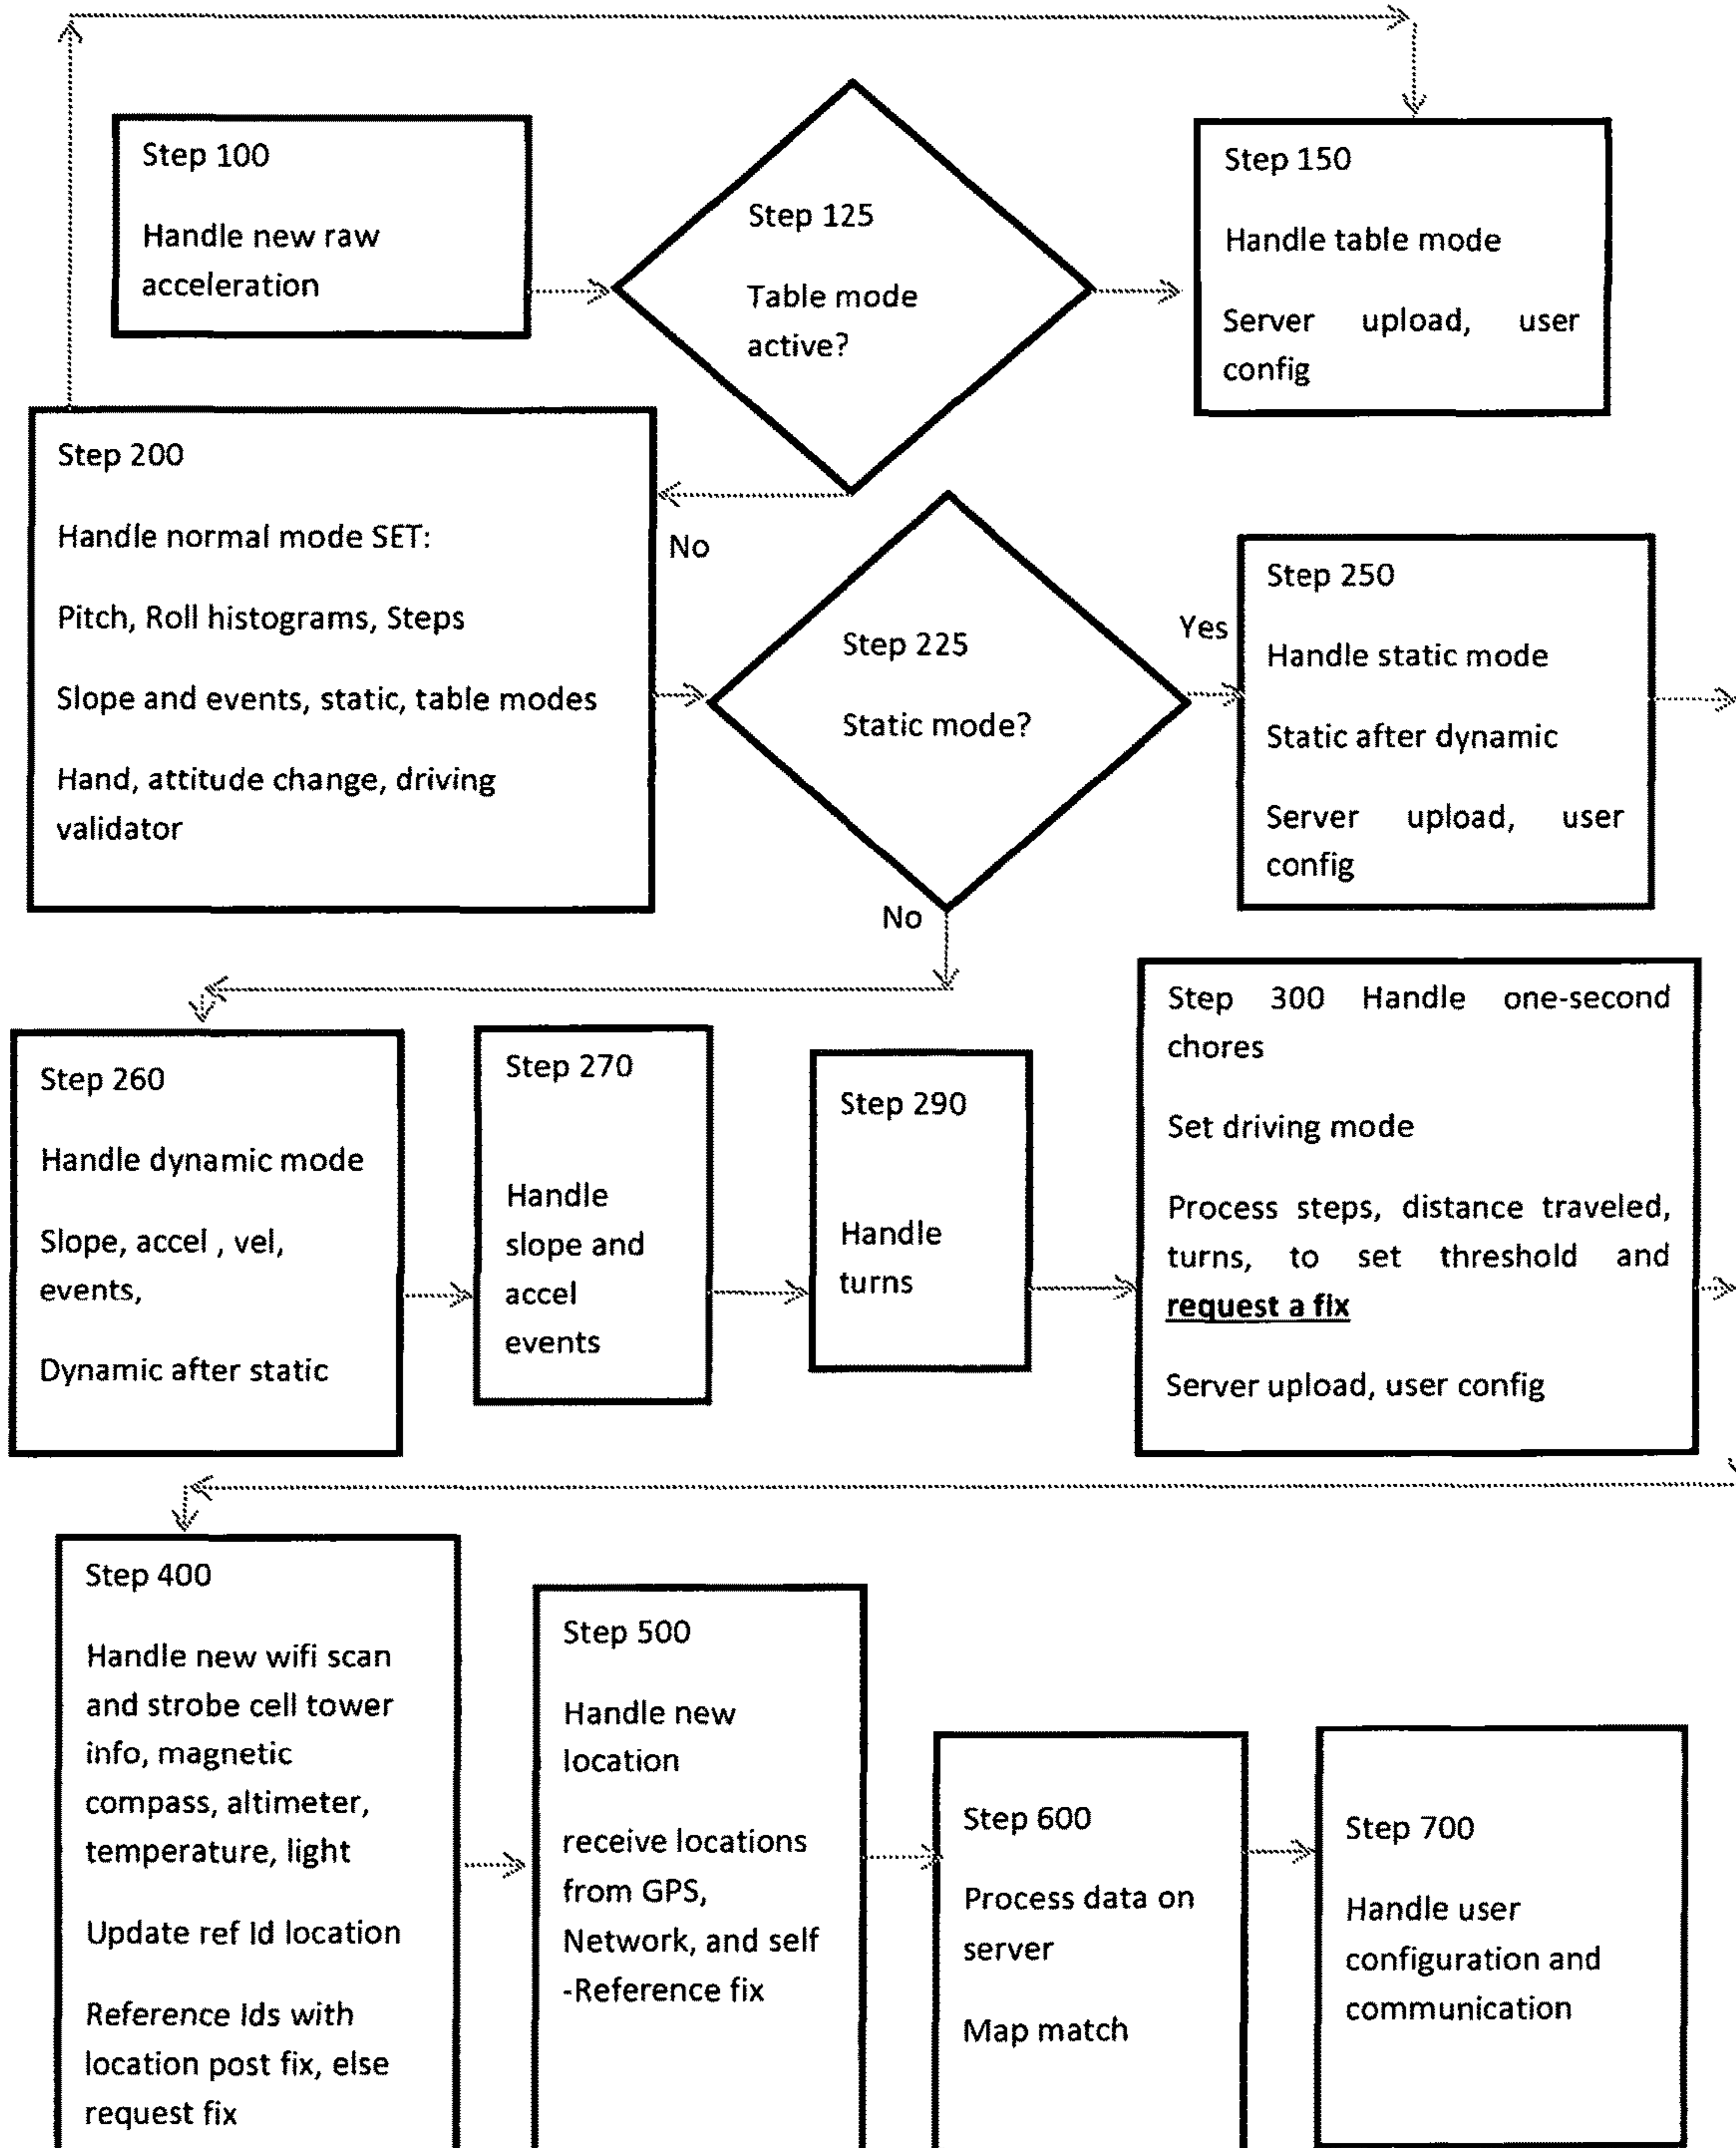 Step 100
Handle new raw
acceleration
Step 125
Table mode
active?
Step 150
Handle table mode
Server upload, user
config
Step 200
Handle normal mode SET:
Pitch, Roll histograms, Steps
Slope and events, static, table modes
Hand, attitude change, driving
validator
No
Step 225
Static mode?
Yes
Step 250
Handle static mode
Static after dynamic
Server upload, user
config
No
Step 260
Handle dynamic mode
Slope, accel , vel,
events,
Dynamic after static
Step 270
Handle
slope and
accel
events
Step 290
Handle
turns
Step 300 Handle one-second
chores
Set driving mode
Process steps, distance traveled,
turns, to set threshold and
request a fix
Server upload, user config
Step 400
Handle new wifi scan
and strobe cell tower
info, magnetic
compass, altimeter,
temperature, light
Update ref Id location
Reference Ids with
location post fix, else
request fix
Step 500
Handle new
location
receive locations
from GPS,
Network, and self
-Reference fix
Step 600
Process data on
server
Map match
Step 700
Handle user
configuration and
communication